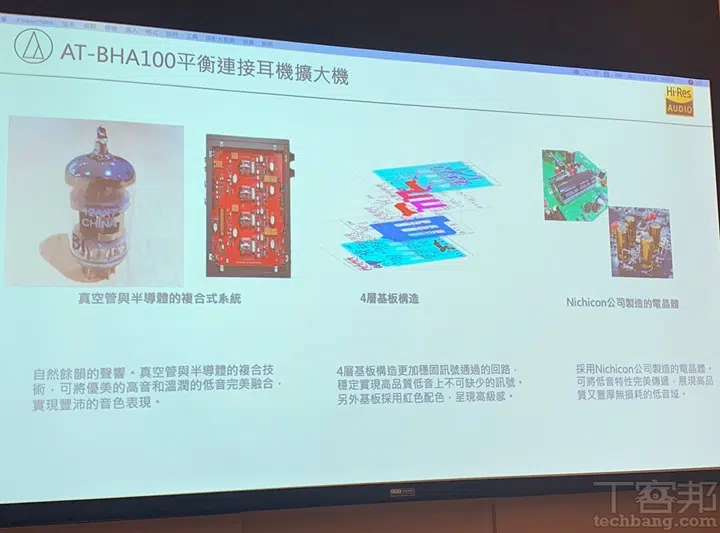 AT-BHA100平衡連接耳機擴大機
Hi-Res
AUDIO
12AX7
CHINA
真空管與半導體的複合式系統
4層基板構造
Nichicon公司製造的電晶體
自然餘韻的聲響。真空管與半導體的複合技
術，可將優美的高音和溫潤的低音完美融合，
實現豐沛的音色表現。
4層基板構造更加穩固訊號通過的回路，
穩定實現高品質低音上不可缺少的訊號。
另外基板採用紅色配色，呈現高級感。
採用Nichicon公司製造的電晶體，
可將低音特性完美傳遞，展現高品
質又豐厚無損耗的低音域。
T客邦
techbang.com